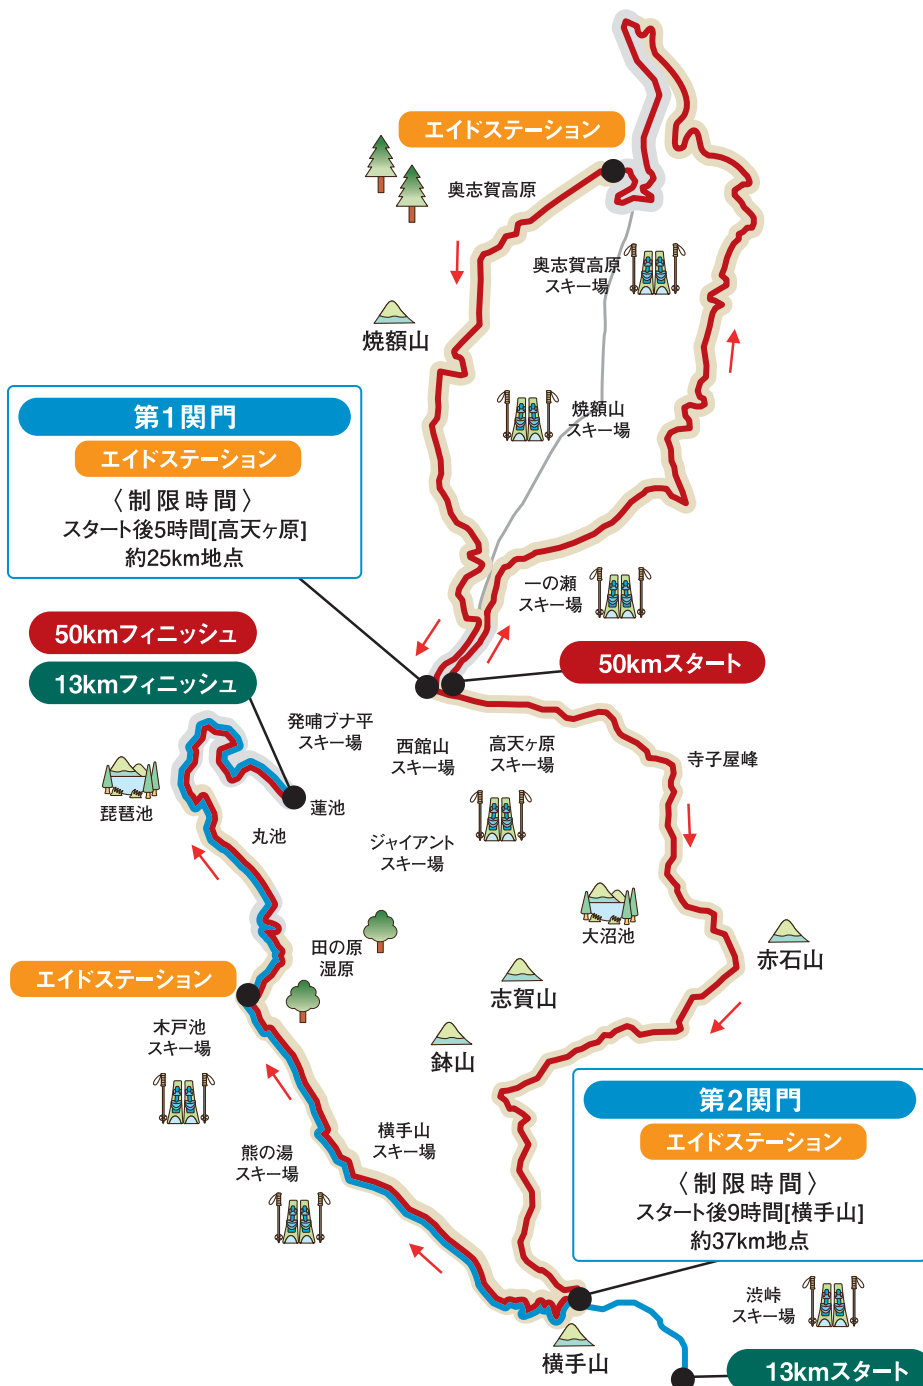 エイドステーション
奥志賀高原
奥志賀高原
スキー場
焼額山
第1関門
エイドステーション
〈制限時間〉
スタート後5時間[高天ヶ原]
約25km地点
焼額山
スキー場
一の瀬
スキー場
50kmフィニッシュ
13kmフィニッシュ
50kmスタート
発哺ブナ平
スキー場
西館山
スキー場
高天ヶ原
スキー場
寺子屋峰
琵琶池
蓮池
丸池
ジャイアント
スキー場
大沼池
赤石山
田の原
湿原
エイドステーション
志賀山
木戸池
スキー場
鉢山
第2関門
エイドステーション
〈制限時間〉
スタート後9時間[横手山]
約37km地点
横手山
スキー場
熊の湯
スキー場
渋峠
スキー場
横手山
13kmスタート